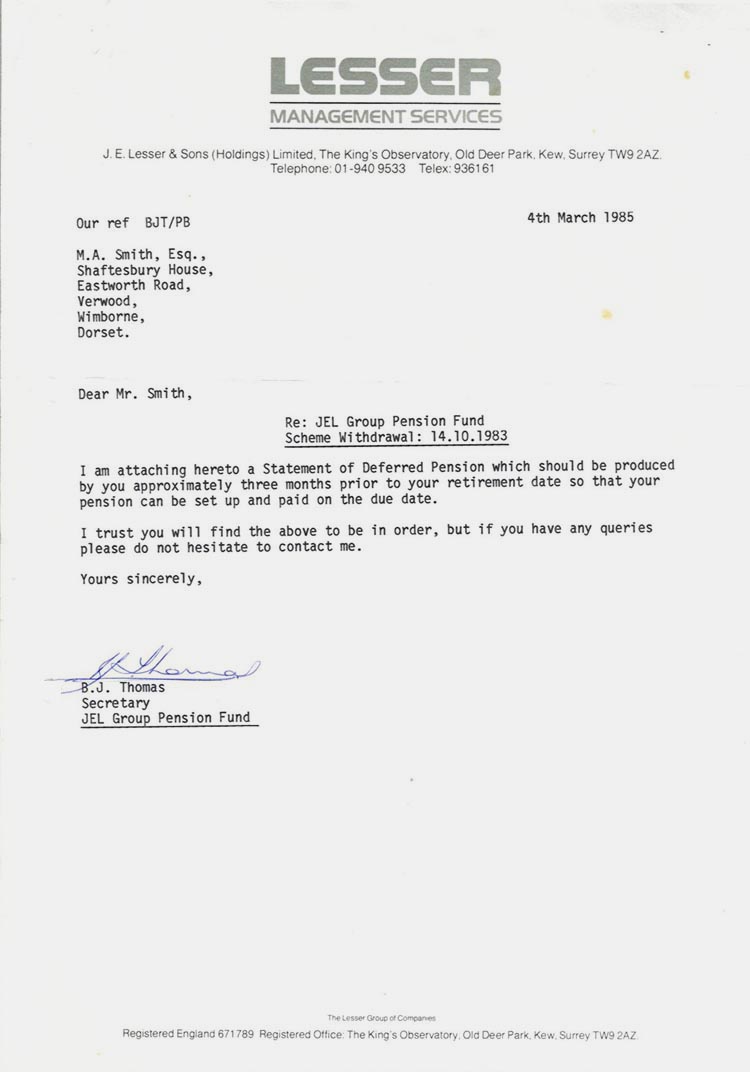 LESSER
MANAGEMENT SERVICES
J. E. Lesser & Sons (Holdings) Limited, The King's Observatory, Old Deer Park, Kew, Surrey TW9 2AZ.
Telephone: 01-940 9533 Telex: 936161
Our ref BJT/PB
4th March 1985
M.A. Smith, Esq.,
Shaftesbury House,
Eastworth Road,
Verwood,
Wimborne,
Dorset.
Dear Mr. Smith,
Re: JEL Group Pension Fund
Scheme Withdrawal: 14.10.1983
I am attaching hereto a Statement of Deferred Pension which should be produced
by you approximately three months prior to your retirement date so that your
pension can be set up and paid on the due date.
I trust you will find the above to be in order, but if you have any queries
please do not hesitate to contact me.
Yours sincerely,
B.J. Thomas
Secretary
JEL Group Pension Fund
The Lesser Group of Companies
Registered England 671789 Registered Office: The King's Observatory, Old Deer Park, Kew, Surrey TW9 2AZ.